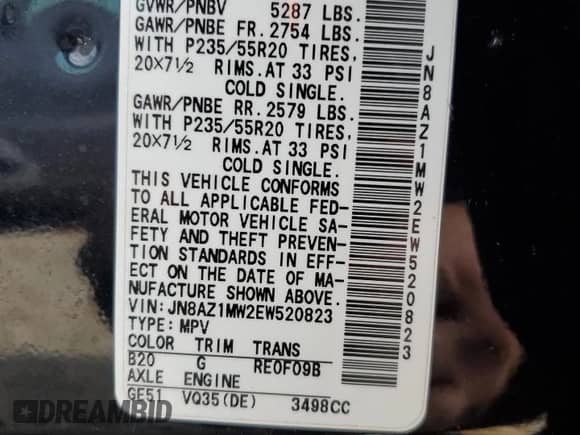 GVWR/PNBV 5287 LBS.
GAWR/PNBE FR. 2754 LBS.
WITH P235/55R20 TIRES,
20X7½ RIMS. AT 33 PSI
COLD SINGLE.
GAWR/PNBE RR. 2579 LBS.
WITH P235/55R20 TIRES,
20X7½ RIMS. AT 33 PSI
COLD SINGLE.
THIS VEHICLE CONFORMS
TO ALL APPLICABLE FED-
ERAL MOTOR VEHICLE SA-
FETY AND THEFT PREVEN-
TION STANDARDS IN EFF-
ECT ON THE DATE OF MA-
NUFACTURE SHOWN ABOVE.
VIN: JN8AZ1MW2EW520823
TYPE: MPV
COLOR TRIM TRANS
B20 G RE0F09B
AXLE ENGINE
GE51 VQ35(DE) 3498CC
JN8AZ1MW2EW520823
DREAMBID